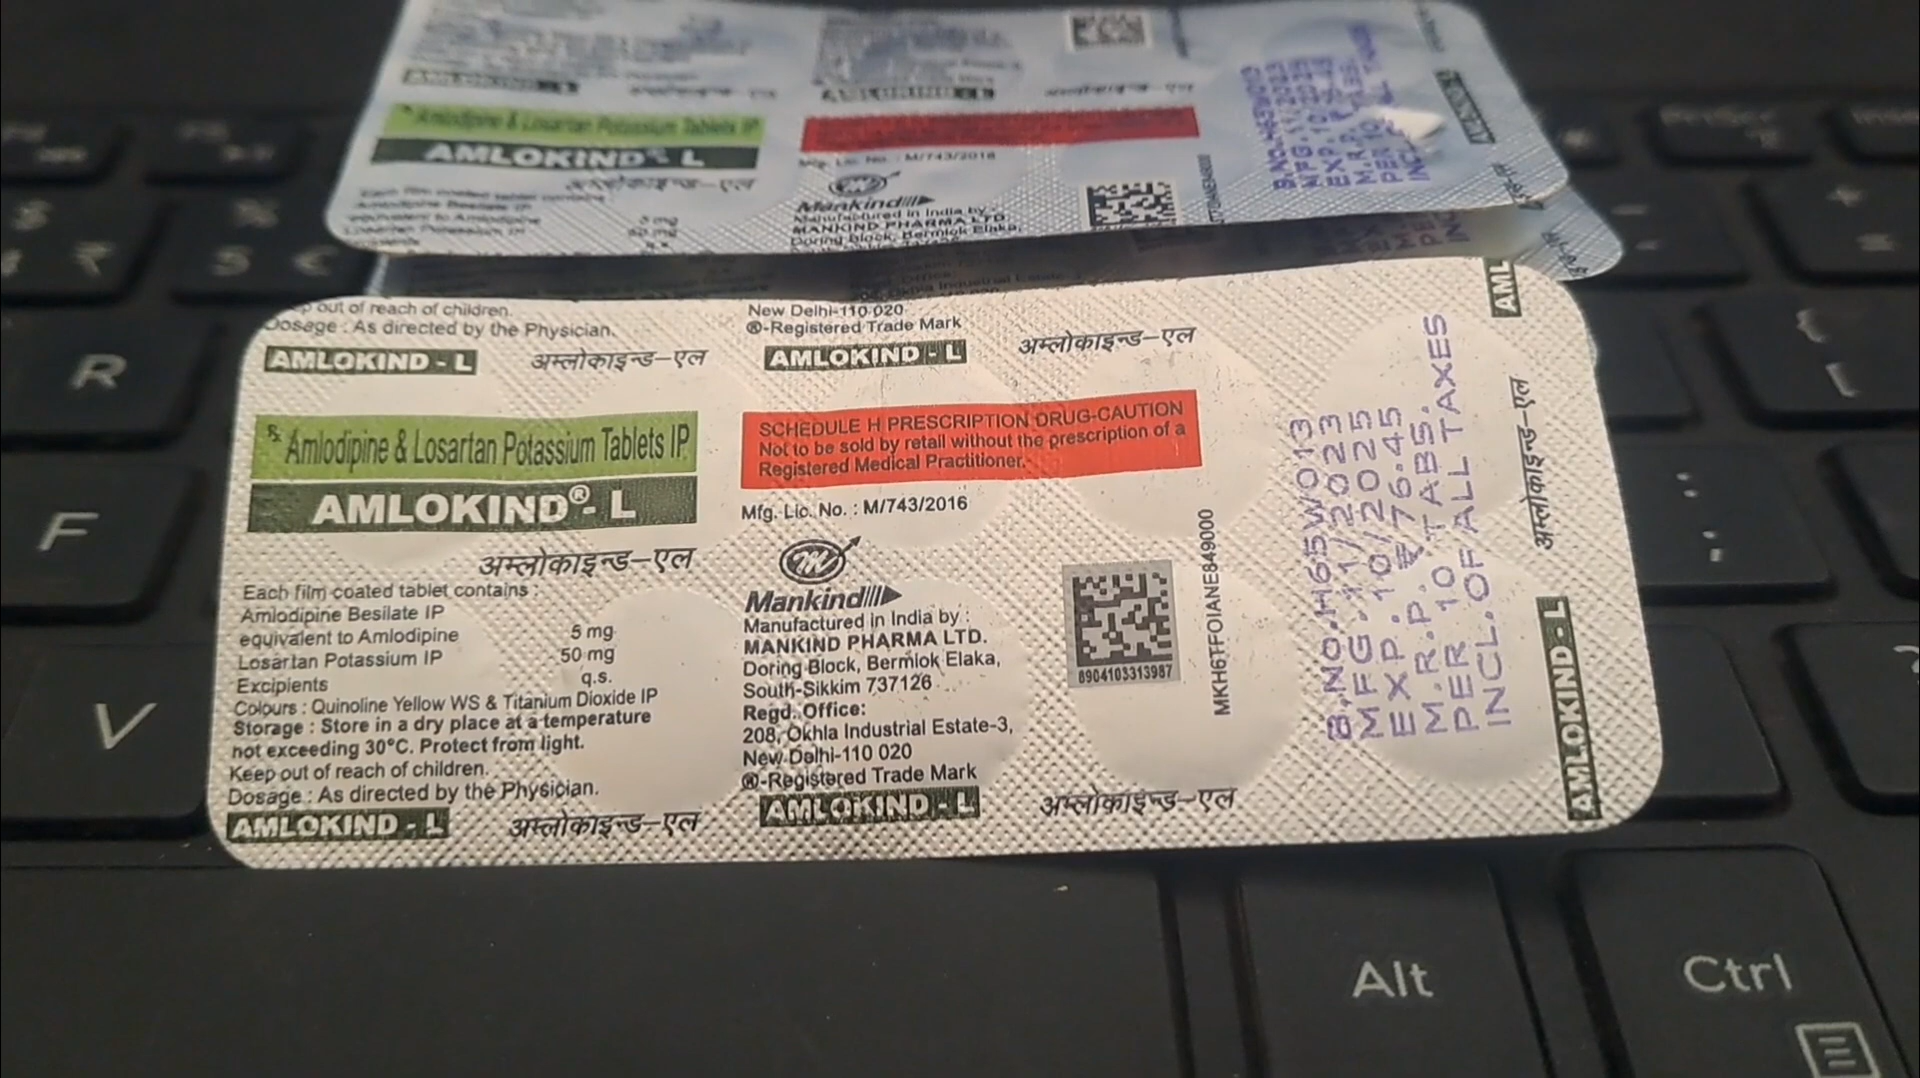 AMLOKIND - L
Amlodipine & Losartan Potassium Tablets IP
AMLOKIND - L
अम्लोकाइन्ड-एल
Mfg. Lic. No. : M/743/2016
Mankind
Manufactured in India by :
MANKIND PHARMA LTD.
Doring Block, Bermiok Elaka,
out of reach of children.
Dosage : As directed by the Physician.
AMLOKIND - L अम्लोकाइन्ड-एल
Rx Amlodipine & Losartan Potassium Tablets IP
AMLOKIND® - L
अम्लोकाइन्ड-एल
Each film coated tablet contains :
Amlodipine Besilate IP
equivalent to Amlodipine 5 mg
Losartan Potassium IP 50 mg
Excipients q.s.
Colours : Quinoline Yellow WS & Titanium Dioxide IP
Storage : Store in a dry place at a temperature
not exceeding 30°C. Protect from light.
Keep out of reach of children.
Dosage : As directed by the Physician.
AMLOKIND - L अम्लोकाइन्ड-एल
New Delhi-110 020
®-Registered Trade Mark
AMLOKIND - L अम्लोकाइन्ड-एल
SCHEDULE H PRESCRIPTION DRUG-CAUTION
Not to be sold by retail without the prescription of a
Registered Medical Practitioner.
Mfg. Lic. No. : M/743/2016
Mankind
Manufactured in India by :
MANKIND PHARMA LTD.
Doring Block, Bermiok Elaka,
South-Sikkim 737126
Regd. Office:
208, Okhla Industrial Estate-3,
New Delhi-110 020
®-Registered Trade Mark
AMLOKIND - L अम्लोकाइन्ड-एल
8904103313987
MKH6TFOIANE849000
B.NO.H65W013
MFG.11/2023
EXP.10/2025
M.R.P.₹76.45
PER 10 TABS.
INCL.OF ALL TAXES
AML
अम्लोकाइन्ड-एल
AMLOKIND - L
R
F
V
Alt
Ctrl